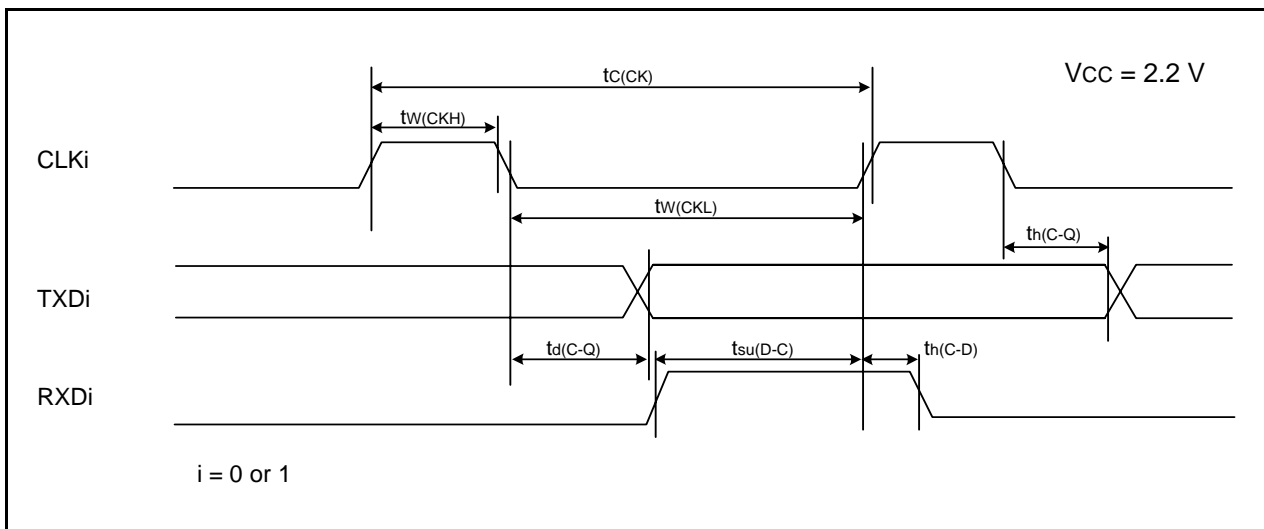 tC(CK)
VCC = 2.2 V
tW(CKH)
CLKi
tW(CKL)
th(C-Q)
TXDi
td(C-Q)
tsu(D-C)
th(C-D)
RXDi
i = 0 or 1